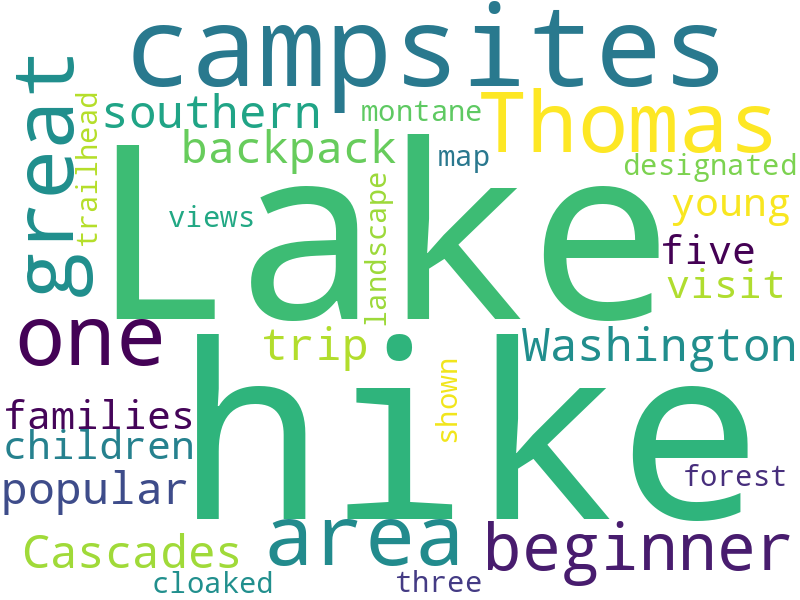 campsites
great
trailhead
southern
montane
Thomas
backpack
map
designated
views
landscape
Lake
young
five
visit
one
trip
Washington
families
children
popular
hike
shown
forest
Cascades
area
beginner
cloaked
three